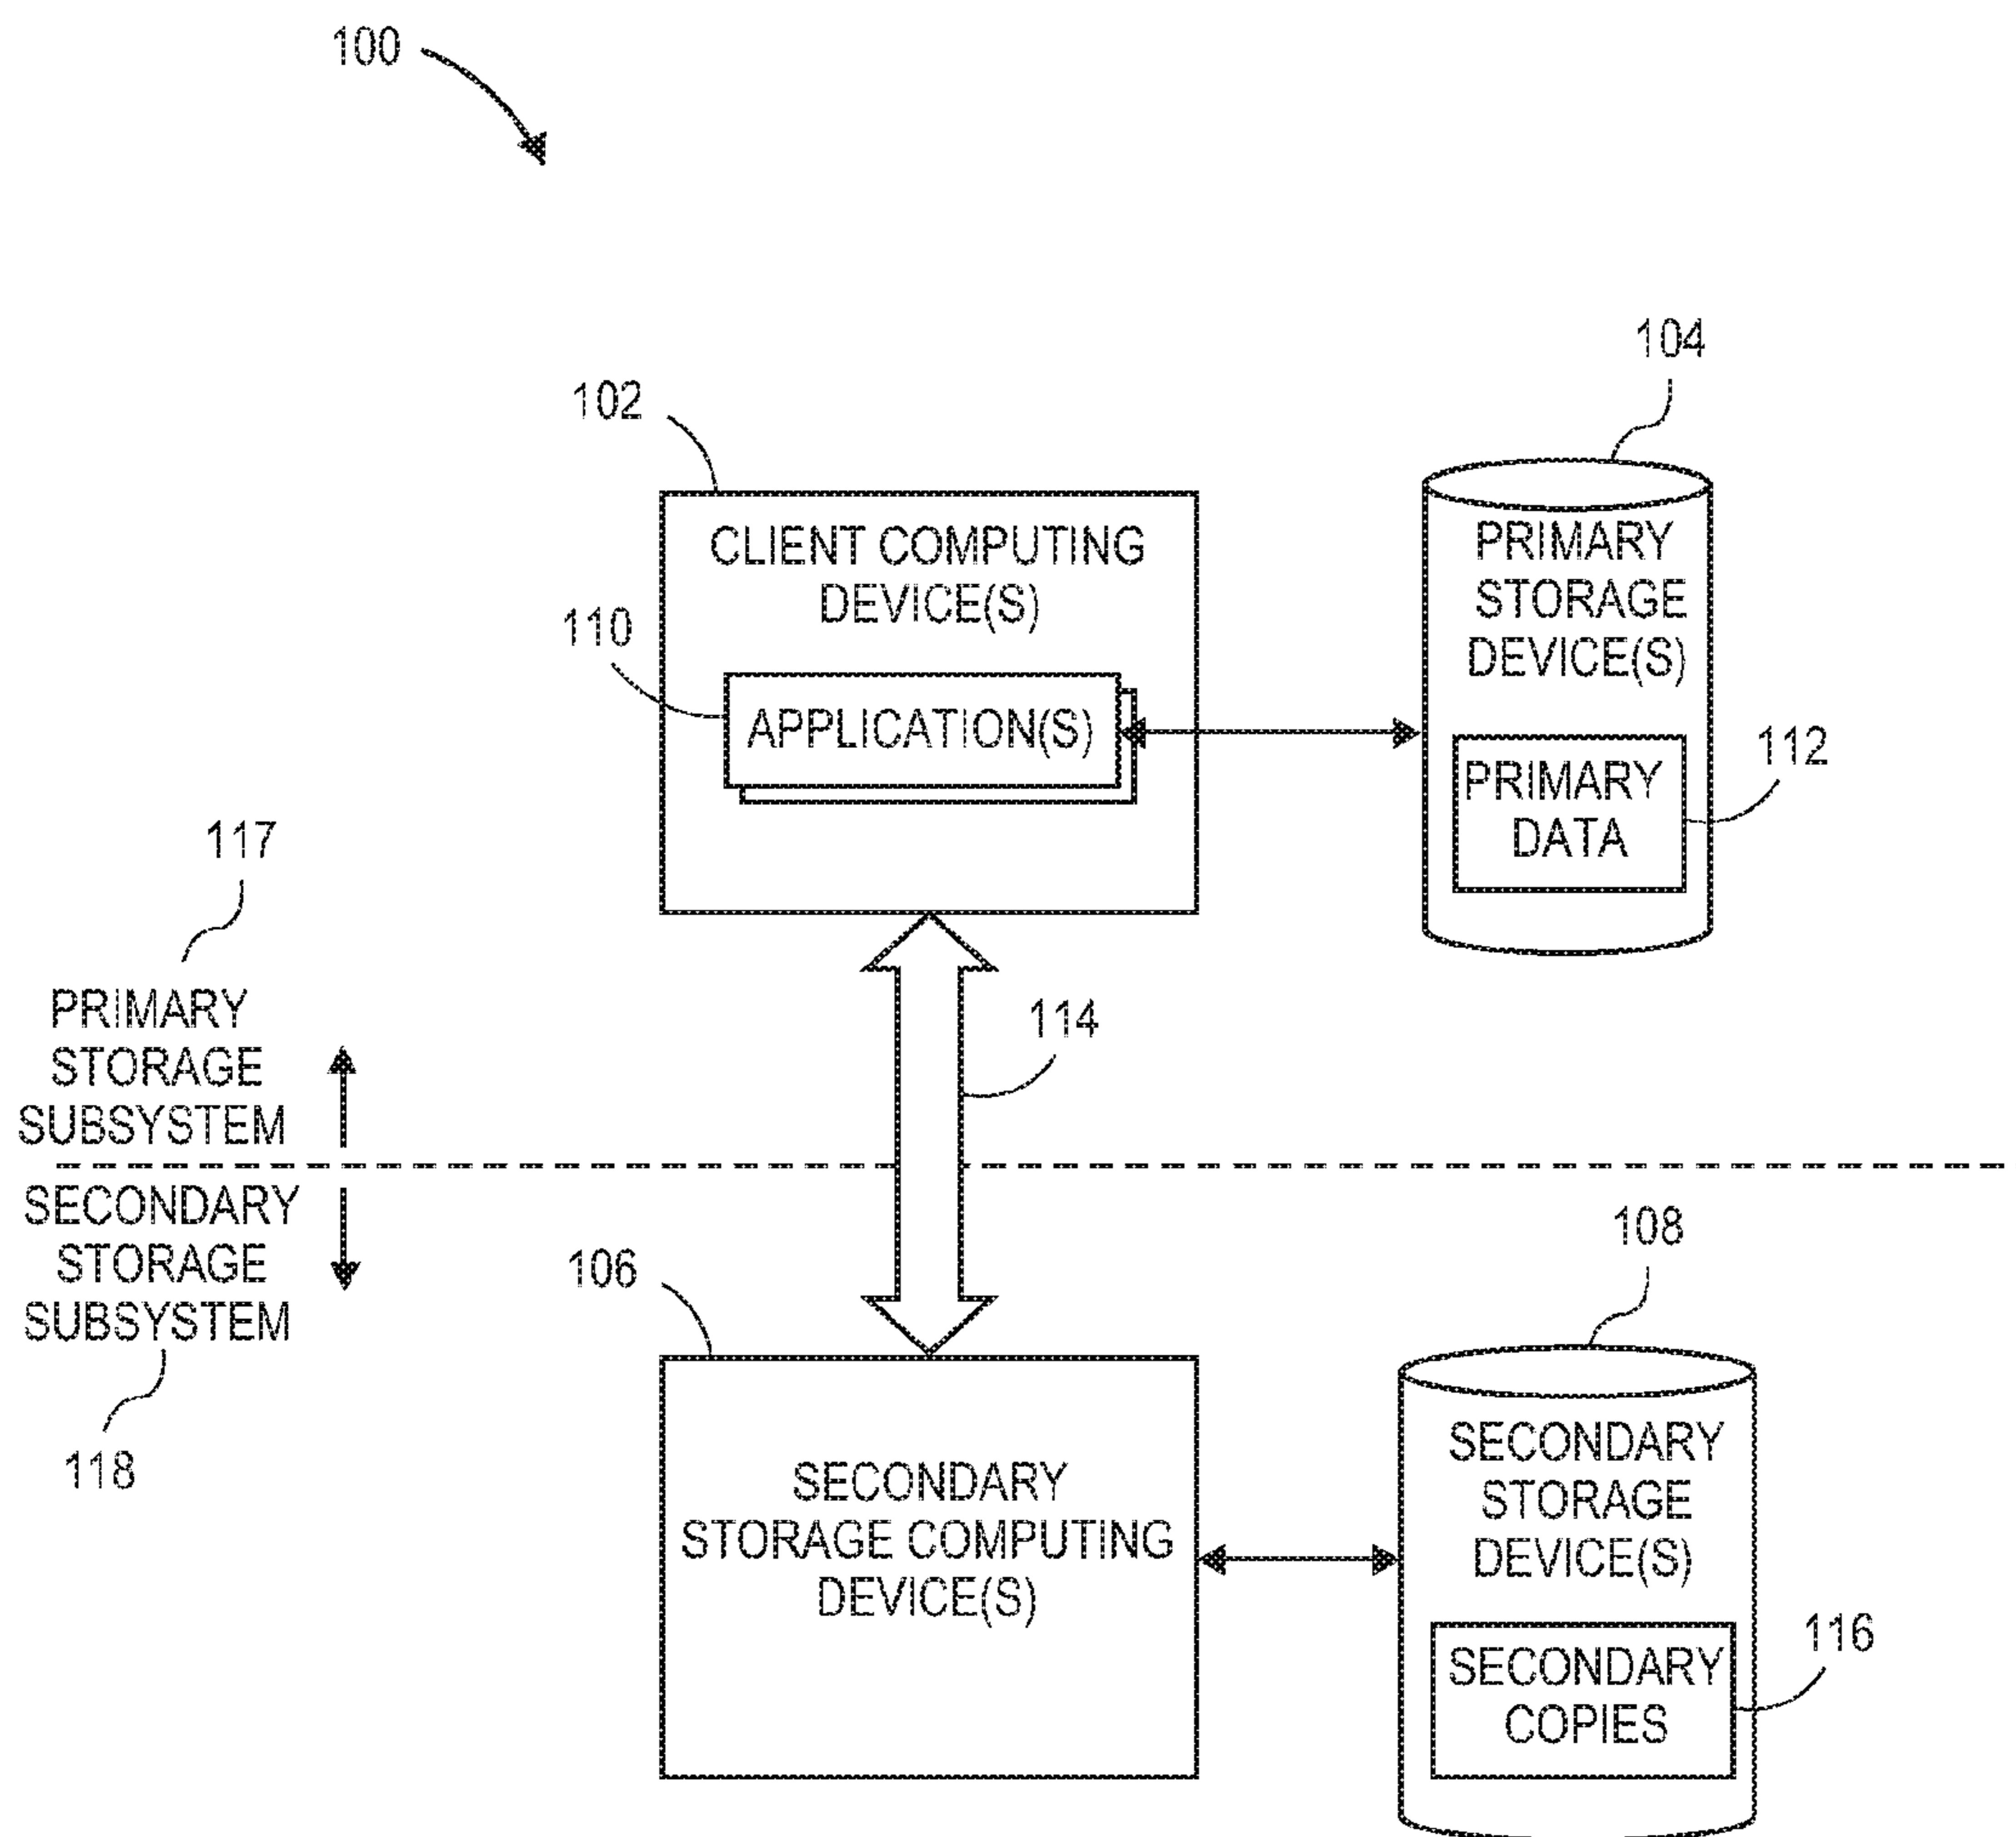 100
104
102
CLIENT COMPUTING
DEVICE(S)
110
APPLICATION(S)
PRIMARY
STORAGE
DEVICE(S)
112
PRIMARY
DATA
117
PRIMARY
STORAGE
SUBSYSTEM
114
SECONDARY
STORAGE
SUBSYSTEM
118
106
SECONDARY
STORAGE COMPUTING
DEVICE(S)
108
SECONDARY
STORAGE
DEVICE(S)
116
SECONDARY
COPIES